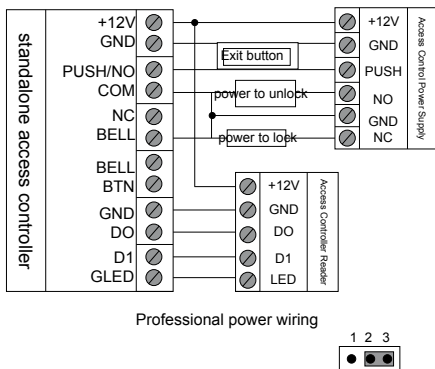 standalone access controller
+12V
GND
PUSH/NO
COM
NC
BELL
BELL
BTN
GND
DO
D1
GLED
Exit button
power to unlock
power to lock
+12V
GND
PUSH
NO
GND
NC
Access Control Power Supply
+12V
GND
DO
D1
LED
Access Controller Reader
Professional power wiring
1 2 3